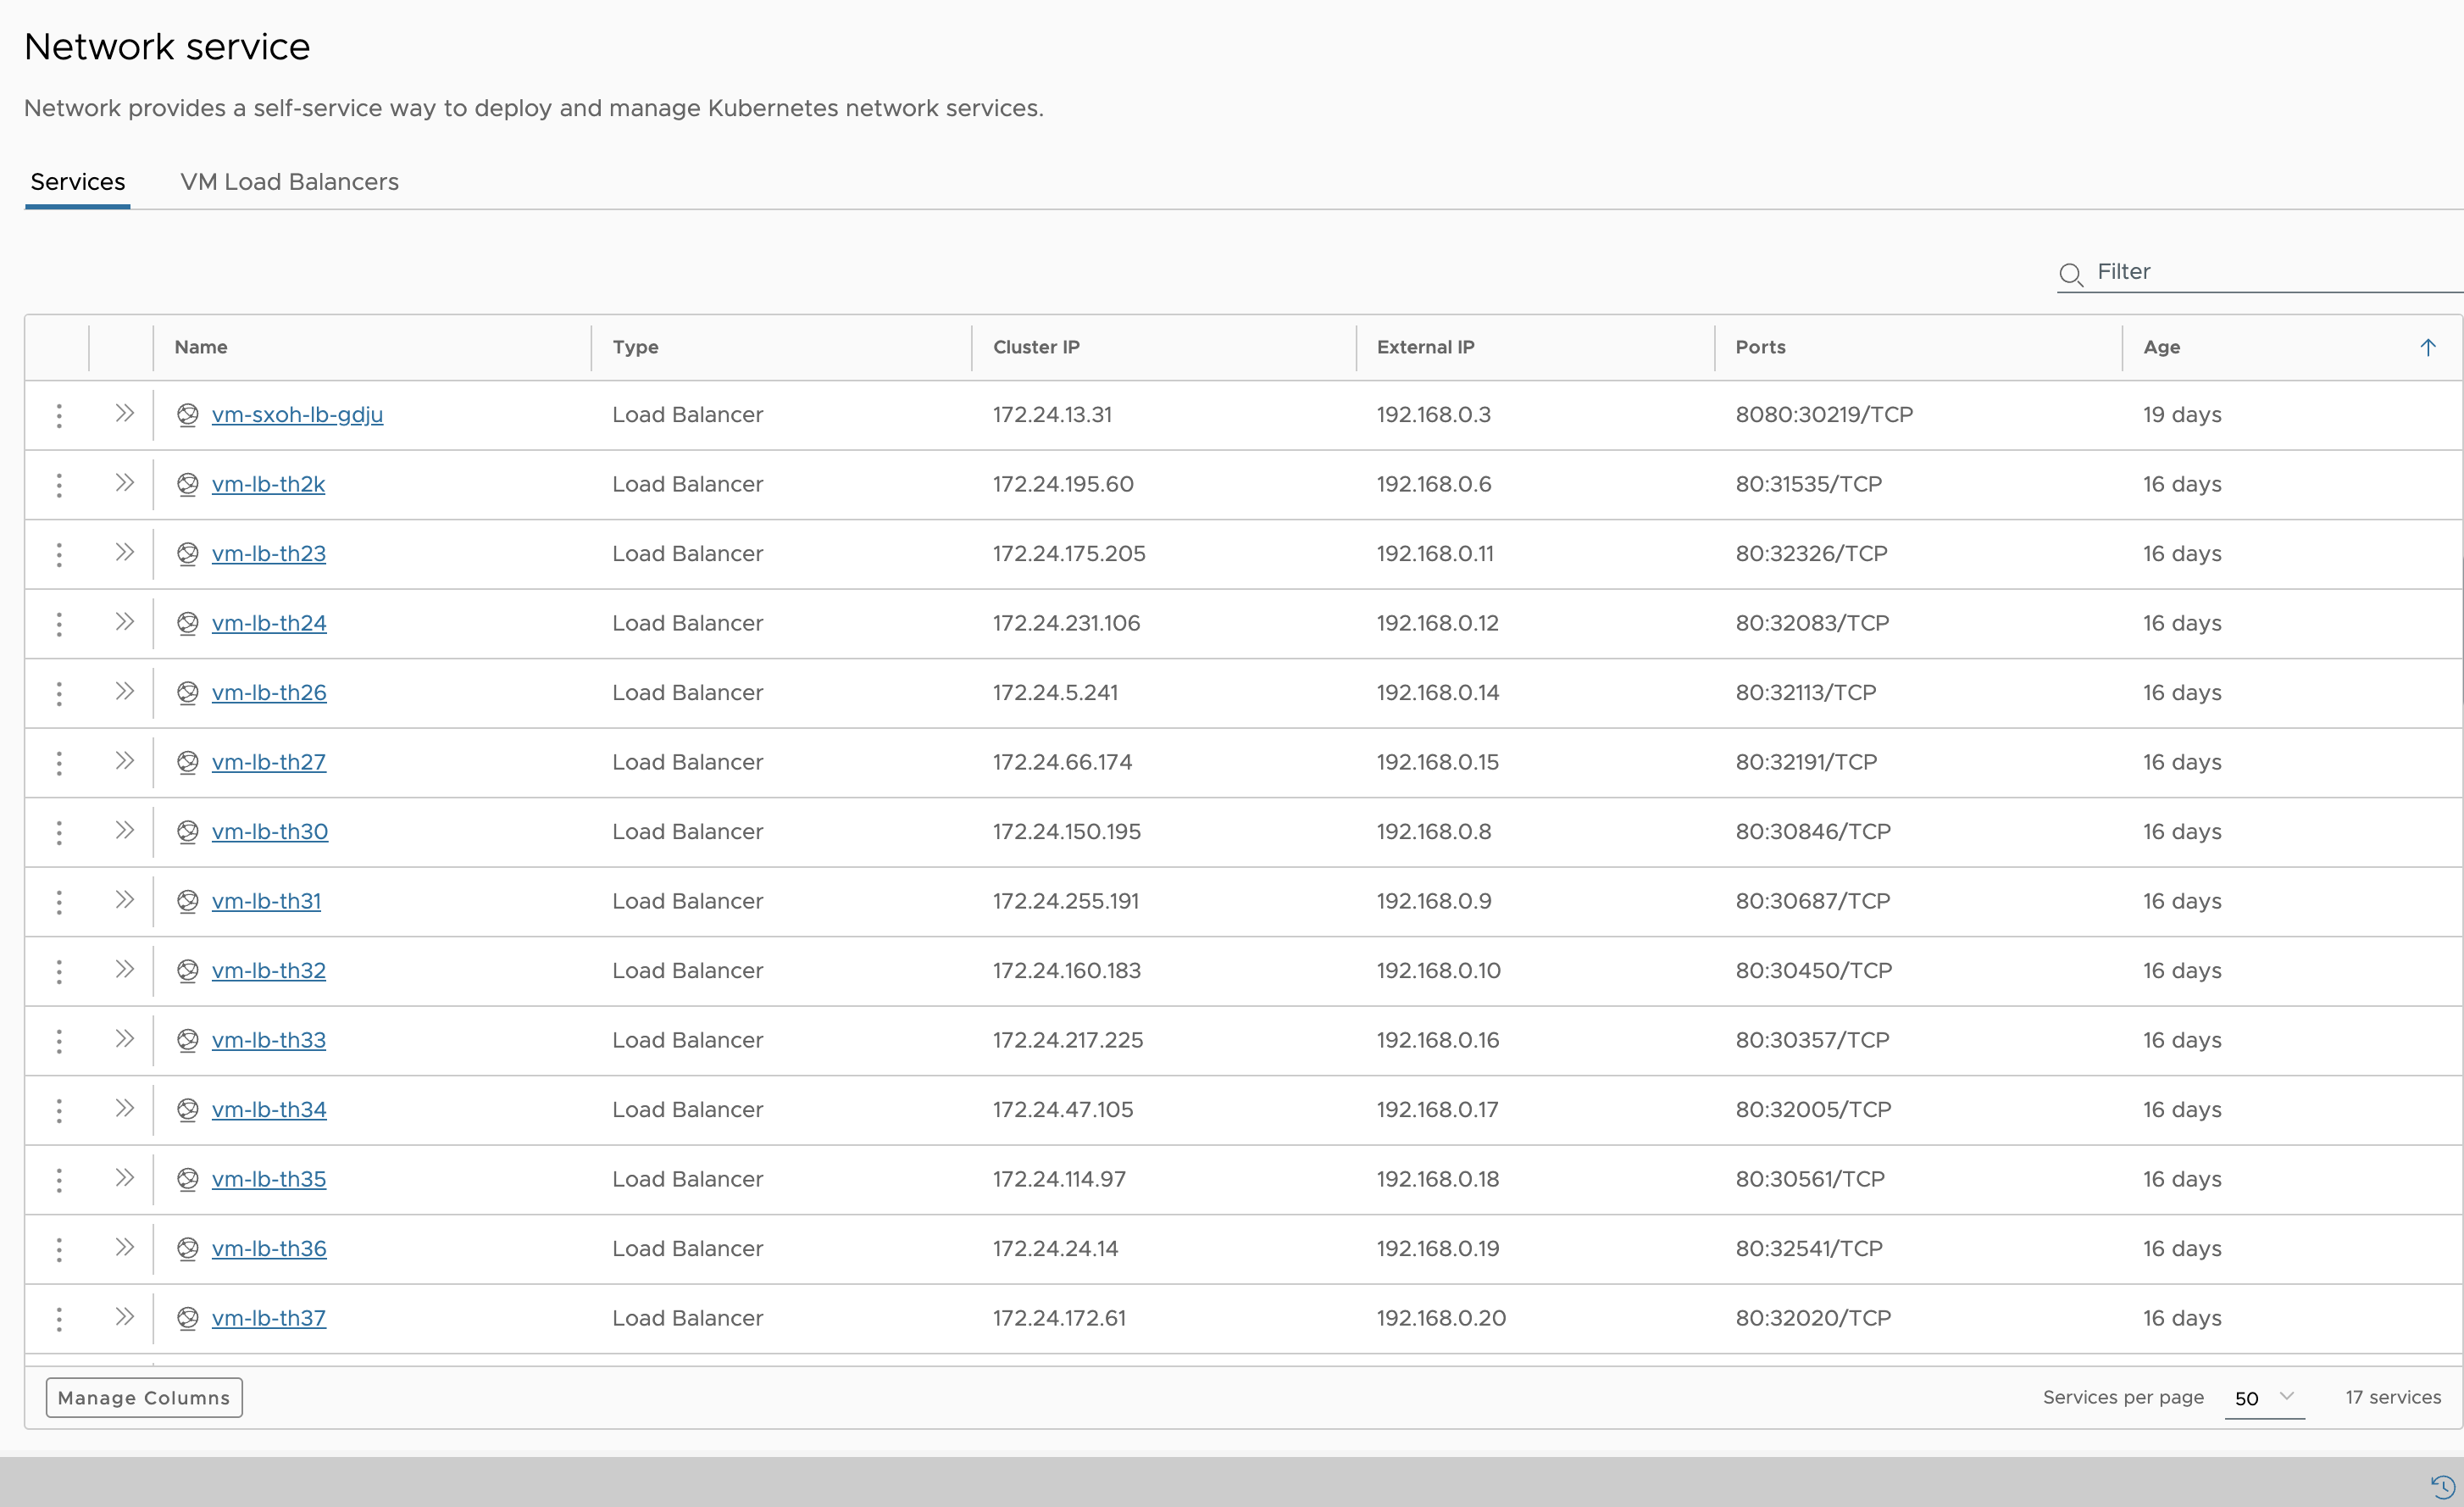 Network service
Network provides a self-service way to deploy and manage Kubernetes network services.
Services VM Load Balancers
Filter
Name Type Cluster IP External IP Ports Age
vm-sxoh-lb-gdju Load Balancer 172.24.13.31 192.168.0.3 8080:30219/TCP 19 days
vm-lb-th2k Load Balancer 172.24.195.60 192.168.0.6 80:31535/TCP 16 days
vm-lb-th23 Load Balancer 172.24.175.205 192.168.0.11 80:32326/TCP 16 days
vm-lb-th24 Load Balancer 172.24.231.106 192.168.0.12 80:32083/TCP 16 days
vm-lb-th26 Load Balancer 172.24.5.241 192.168.0.14 80:32113/TCP 16 days
vm-lb-th27 Load Balancer 172.24.66.174 192.168.0.15 80:32191/TCP 16 days
vm-lb-th30 Load Balancer 172.24.150.195 192.168.0.8 80:30846/TCP 16 days
vm-lb-th31 Load Balancer 172.24.255.191 192.168.0.9 80:30687/TCP 16 days
vm-lb-th32 Load Balancer 172.24.160.183 192.168.0.10 80:30450/TCP 16 days
vm-lb-th33 Load Balancer 172.24.217.225 192.168.0.16 80:30357/TCP 16 days
vm-lb-th34 Load Balancer 172.24.47.105 192.168.0.17 80:32005/TCP 16 days
vm-lb-th35 Load Balancer 172.24.114.97 192.168.0.18 80:30561/TCP 16 days
vm-lb-th36 Load Balancer 172.24.24.14 192.168.0.19 80:32541/TCP 16 days
vm-lb-th37 Load Balancer 172.24.172.61 192.168.0.20 80:32020/TCP 16 days
Manage Columns Services per page 50 17 services